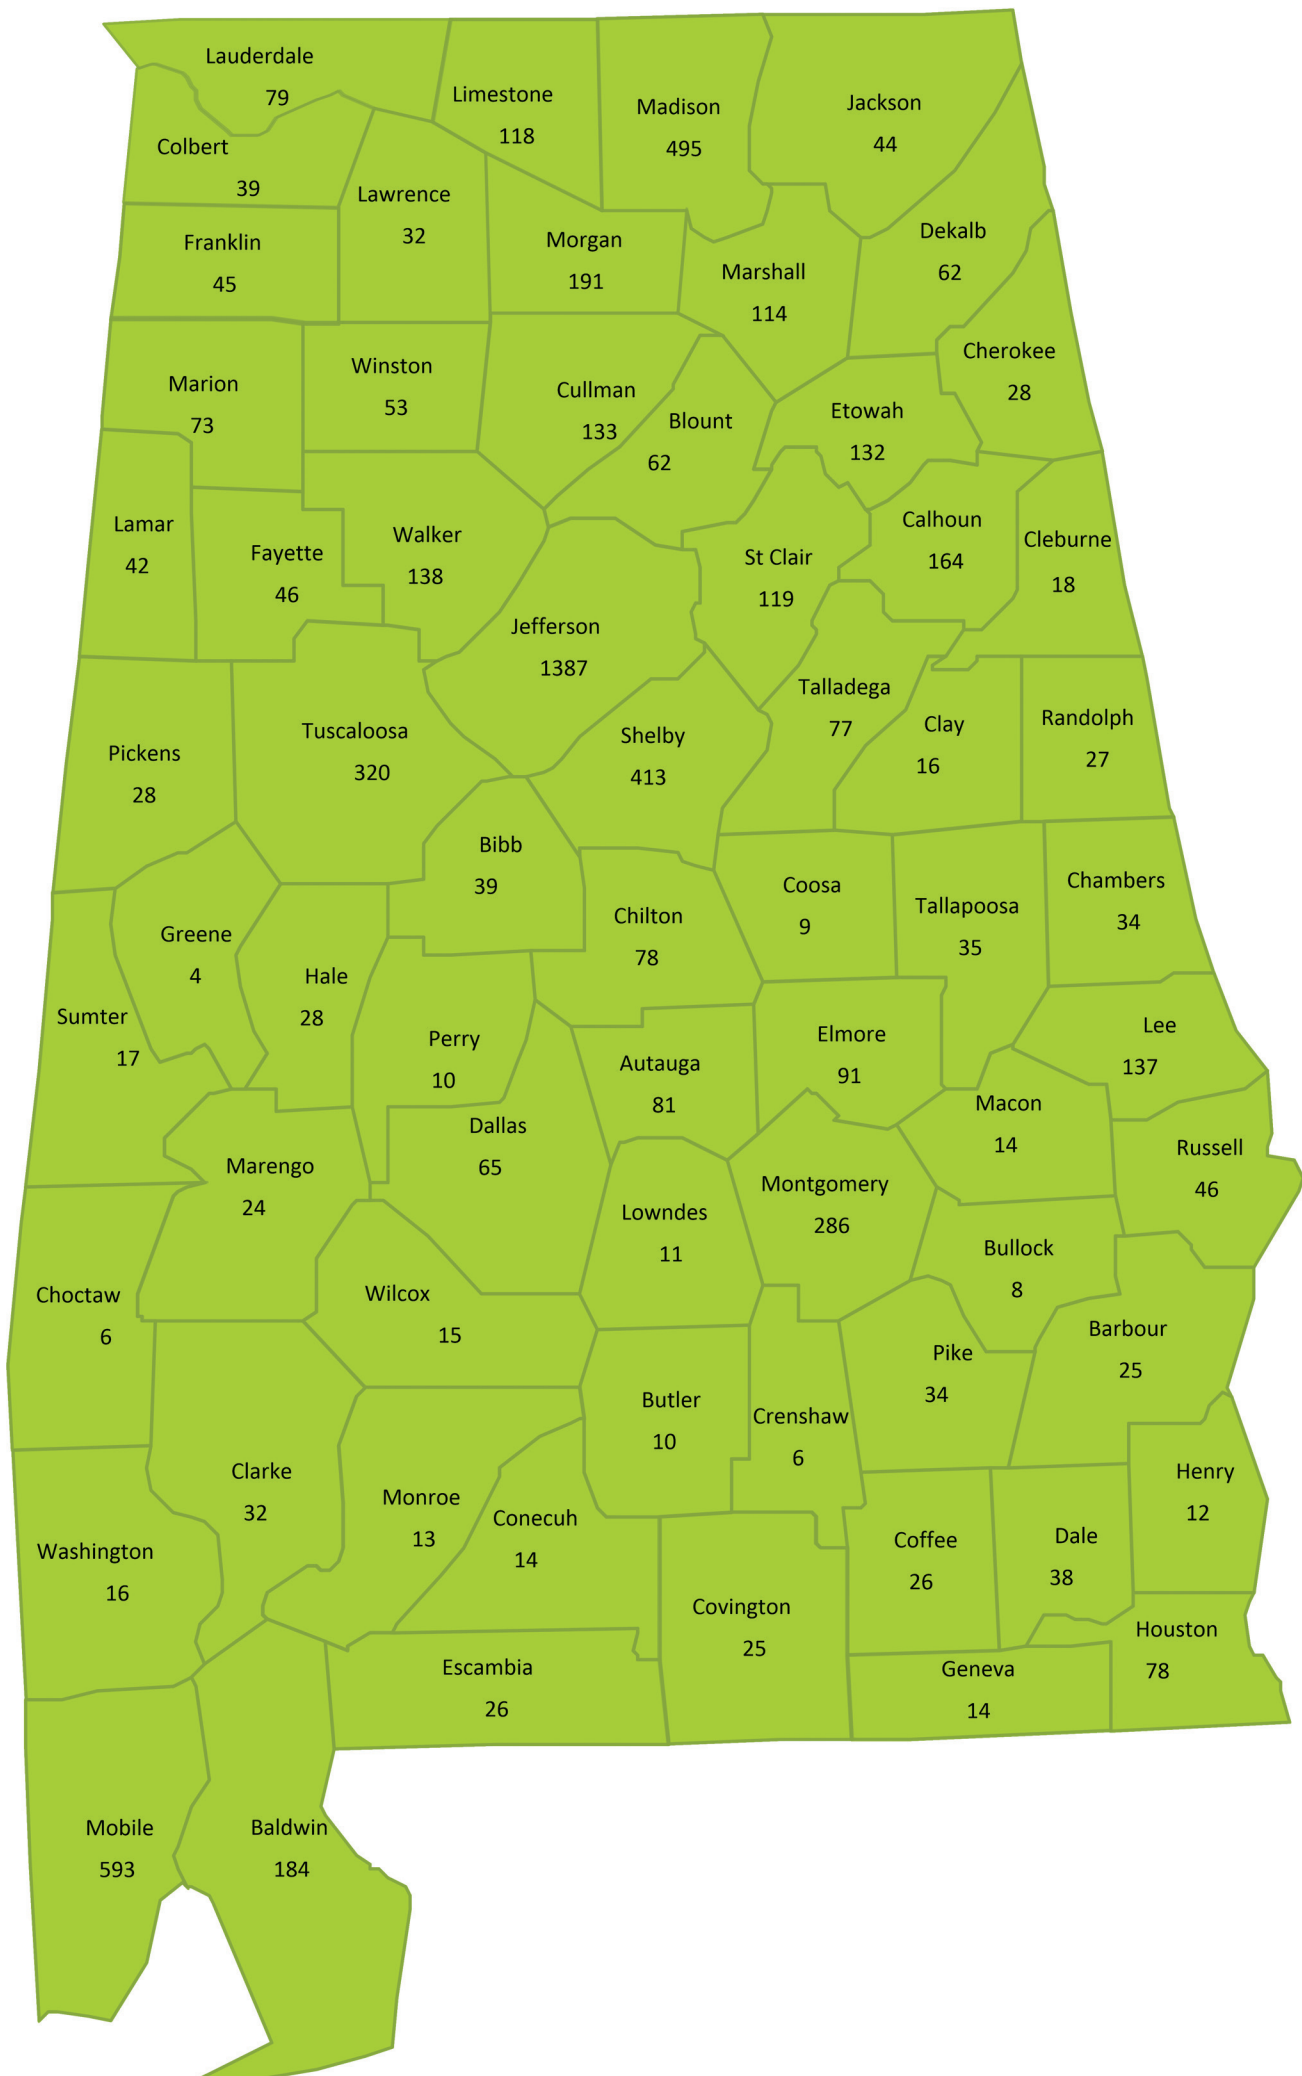 Lauderdale
79
Limestone
118
Madison
495
Jackson
44
Colbert
39
Lawrence
32
Franklin
45
Morgan
191
Marshall
114
Dekalb
62
Cherokee
28
Marion
73
Winston
53
Cullman
133
Blount
62
Etowah
132
Lamar
42
Fayette
46
Walker
138
St Clair
119
Calhoun
164
Cleburne
18
Jefferson
1387
Talladega
77
Clay
16
Randolph
27
Pickens
28
Tuscaloosa
320
Shelby
413
Bibb
39
Chilton
78
Coosa
9
Tallapoosa
35
Chambers
34
Greene
4
Hale
28
Sumter
17
Perry
10
Autauga
81
Elmore
91
Lee
137
Macon
14
Dallas
65
Russell
46
Marengo
24
Lowndes
11
Montgomery
286
Bullock
8
Choctaw
6
Wilcox
15
Barbour
25
Pike
34
Butler
10
Crenshaw
6
Clarke
32
Monroe
13
Conecuh
14
Henry
12
Washington
16
Coffee
26
Dale
38
Covington
25
Houston
78
Escambia
26
Geneva
14
Mobile
593
Baldwin
184